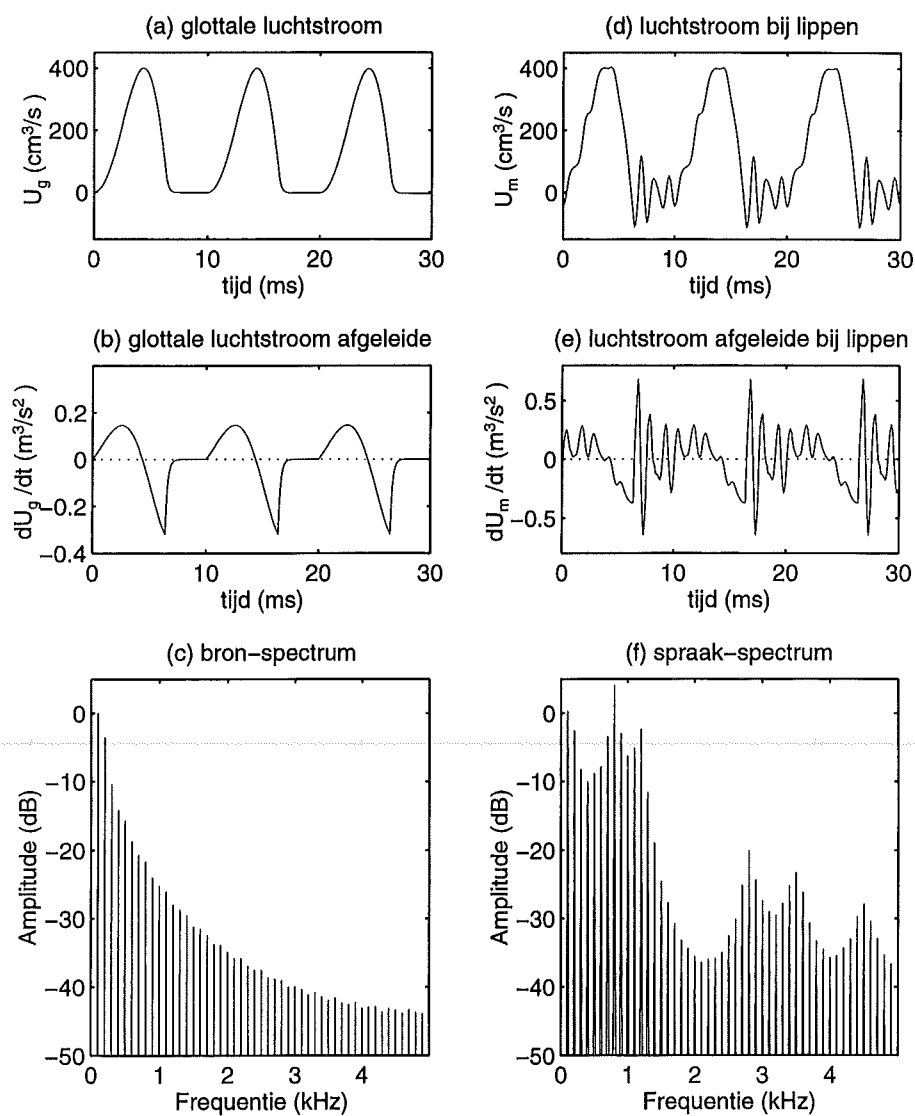 (a) glottale luchtstroom
U_g (cm³/s)
400
200
0
0 10 20 30
tijd (ms)
(d) luchtstroom bij lippen
U_m (cm³/s)
400
200
0
0 10 20 30
tijd (ms)
(b) glottale luchtstroom afgeleide
dU_g/dt (m³/s²)
0.2
0
−0.2
−0.4
0 10 20 30
tijd (ms)
(e) luchtstroom afgeleide bij lippen
dU_m/dt (m³/s²)
0.5
0
−0.5
0 10 20 30
tijd (ms)
(c) bron−spectrum
Amplitude (dB)
0
−10
−20
−30
−40
−50
0 1 2 3 4
Frequentie (kHz)
(f) spraak−spectrum
Amplitude (dB)
0
−10
−20
−30
−40
−50
0 1 2 3 4
Frequentie (kHz)